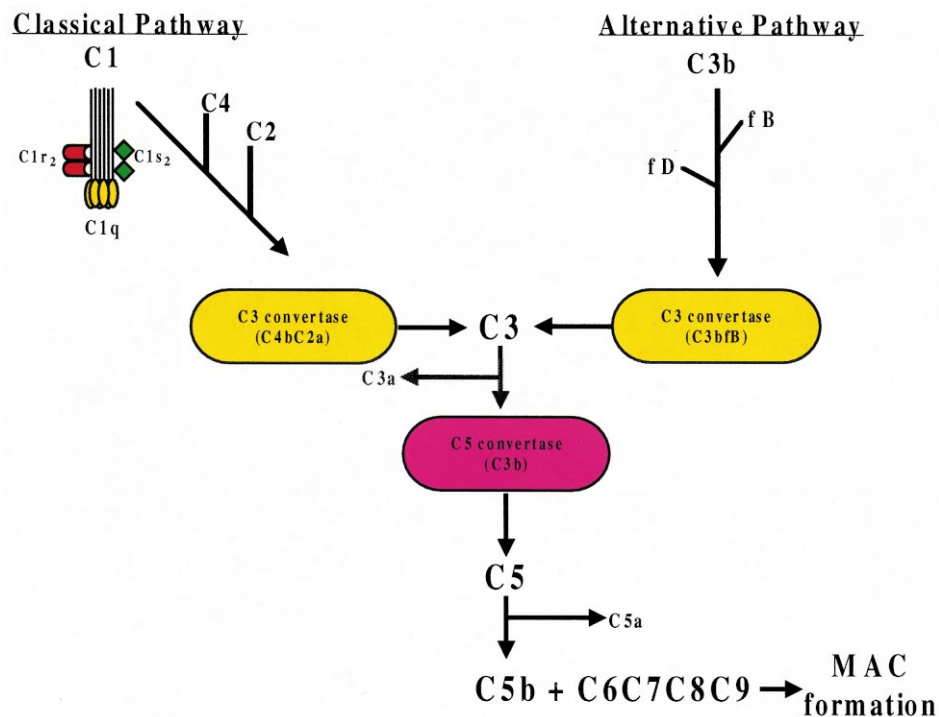 Classical Pathway
C1
C4
C2
C1r2
C1s2
C1q
Alternative Pathway
C3b
fB
fD
C3 convertase
(C4bC2a)
C3
C3 convertase
(C3bfB)
C3a
C5 convertase
(C3b)
C5
C5a
C5b + C6C7C8C9
MAC
formation